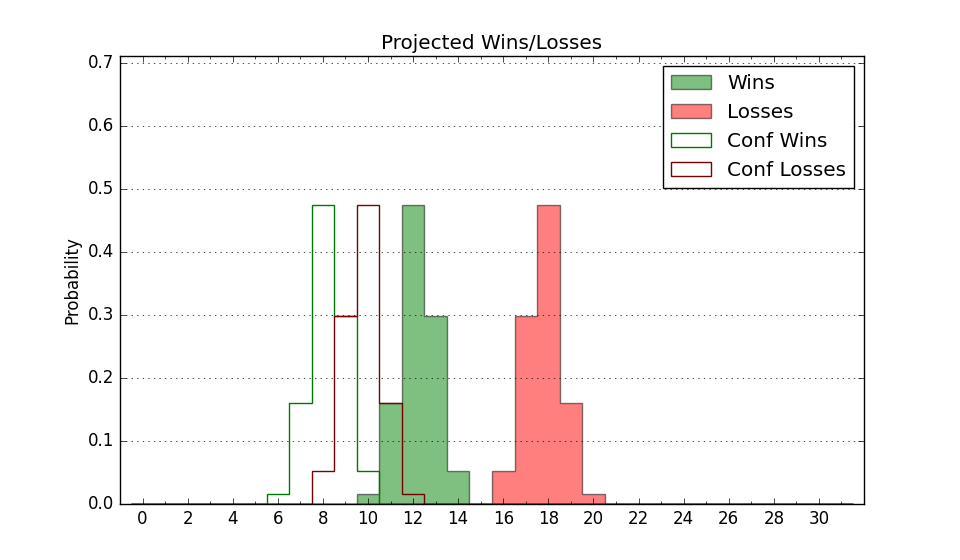 Projected Wins/Losses
0.7
0.6
0.5
0.4
0.3
0.2
0.1
0.0
Probability
Wins
Losses
Conf Wins
Conf Losses
0 2 4 6 8 10 12 14 16 18 20 22 24 26 28 30